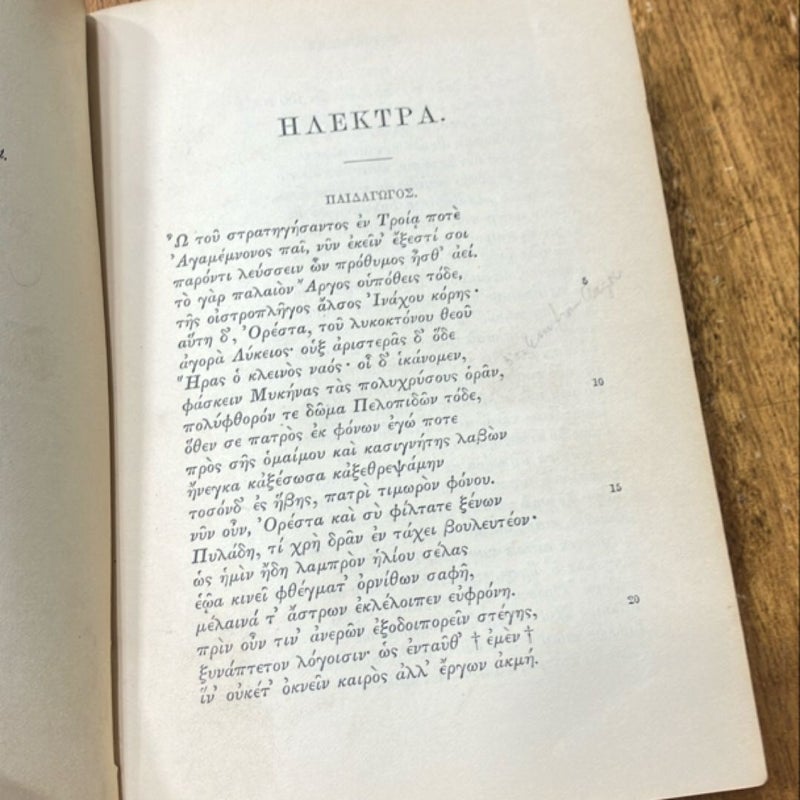 ΗΛΕΚΤΡΑ.
ΠΑΙΔΑΓΩΓΟΣ.
Ὦ τοῦ στρατηγήσαντος ἐν Τροίᾳ ποτὲ
Ἀγαμέμνονος παῖ, νῦν ἐκεῖν' ἔξεστί σοι
παρόντι λεύσσειν ὧν πρόθυμος ἦσθ' ἀεί.
τὸ γὰρ παλαιὸν Ἄργος οὑπόθεις τόδε,
τῆς οἰστροπλῆγος ἄλσος Ἰνάχου κόρης· 5
αὕτη δ', Ὀρέστα, τοῦ λυκοκτόνου θεοῦ
ἀγορὰ Λύκειος· οὑξ ἀριστερᾶς δ' ὅδε
Ἥρας ὁ κλεινὸς ναός· οἷ δ' ἱκάνομεν,
φάσκειν Μυκήνας τὰς πολυχρύσους ὁρᾶν,
πολύφθορόν τε δῶμα Πελοπιδῶν τόδε, 10
ὅθεν σε πατρὸς ἐκ φόνων ἐγώ ποτε
πρὸς σῆς ὁμαίμου καὶ κασιγνήτης λαβὼν
ἤνεγκα κἀξέσωσα κἀξεθρεψάμην
τοσόνδ' ἐς ἥβης, πατρὶ τιμωρὸν φόνου.
νῦν οὖν, Ὀρέστα καὶ σὺ φίλτατε ξένων 15
Πυλάδη, τί χρὴ δρᾶν ἐν τάχει βουλευτέον·
ὡς ἡμὶν ἤδη λαμπρὸν ἡλίου σέλας
ἑῷα κινεῖ φθέγματ' ὀρνίθων σαφῆ,
μέλαινά τ' ἄστρων ἐκλέλοιπεν εὐφρόνη.
πρὶν οὖν τιν' ἀνδρῶν ἐξοδοιπορεῖν στέγης, 20
ξυνάπτετον λόγοισιν· ὡς ἐνταῦθ' † ἐμὲν †
ἵν' οὐκέτ' ὀκνεῖν καιρὸς ἀλλ' ἔργων ἀκμή.